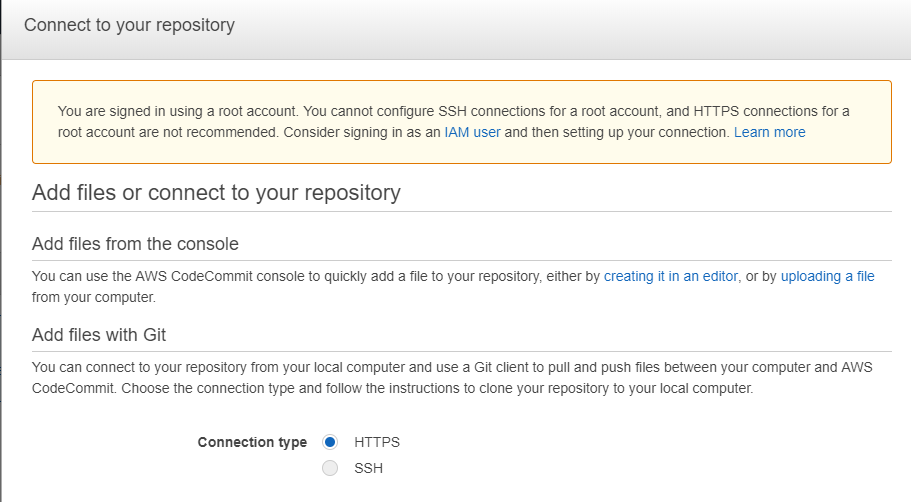 Connect to your repository
You are signed in using a root account. You cannot configure SSH connections for a root account, and HTTPS connections for a
root account are not recommended. Consider signing in as an IAM user and then setting up your connection. Learn more
Add files or connect to your repository
Add files from the console
You can use the AWS CodeCommit console to quickly add a file to your repository, either by creating it in an editor, or by uploading a file
from your computer.
Add files with Git
You can connect to your repository from your local computer and use a Git client to pull and push files between your computer and AWS
CodeCommit. Choose the connection type and follow the instructions to clone your repository to your local computer.
Connection type HTTPS
SSH